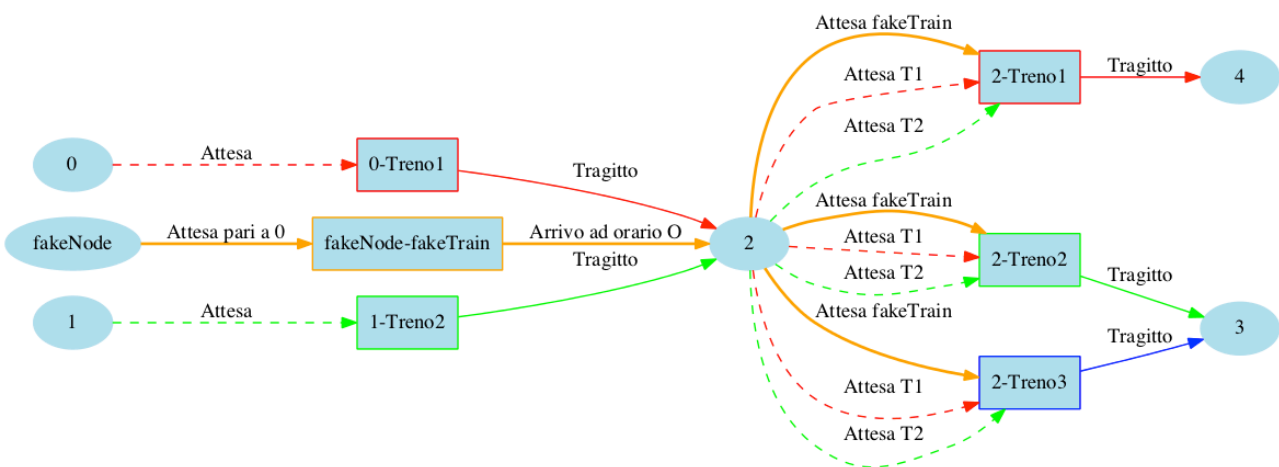 Attesa fakeTrain
2-Treno1
Tragitto
4
Attesa T1
Attesa T2
0
Attesa
0-Treno1
Tragitto
fakeNode
Attesa pari a 0
fakeNode-fakeTrain
Arrivo ad orario O
2
1
Attesa
1-Treno2
Tragitto
Attesa fakeTrain
Attesa T1
2-Treno2
Attesa T2
Tragitto
3
Attesa fakeTrain
2-Treno3
Tragitto
Attesa T1
Attesa T2